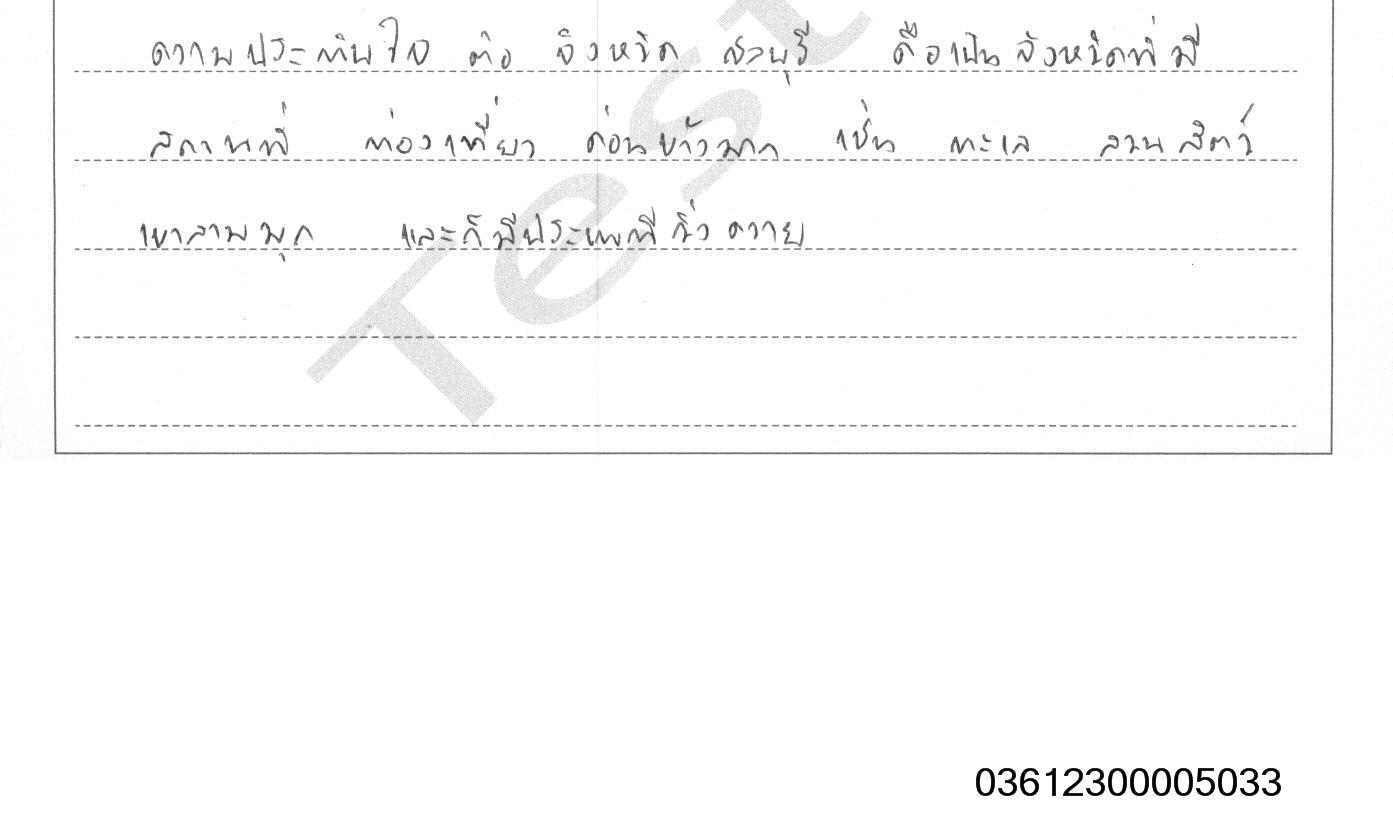 ความประทับใจ ต่อ จังหวัด ชลบุรี คือเป็นจังหวัดที่มี
สถานที่ ท่องเที่ยว ค่อนข้างมาก เช่น ทะเล สวนสัตว์
เขาสามมุก และก็มีประเพณีวิ่งควาย
Test
03612300005033